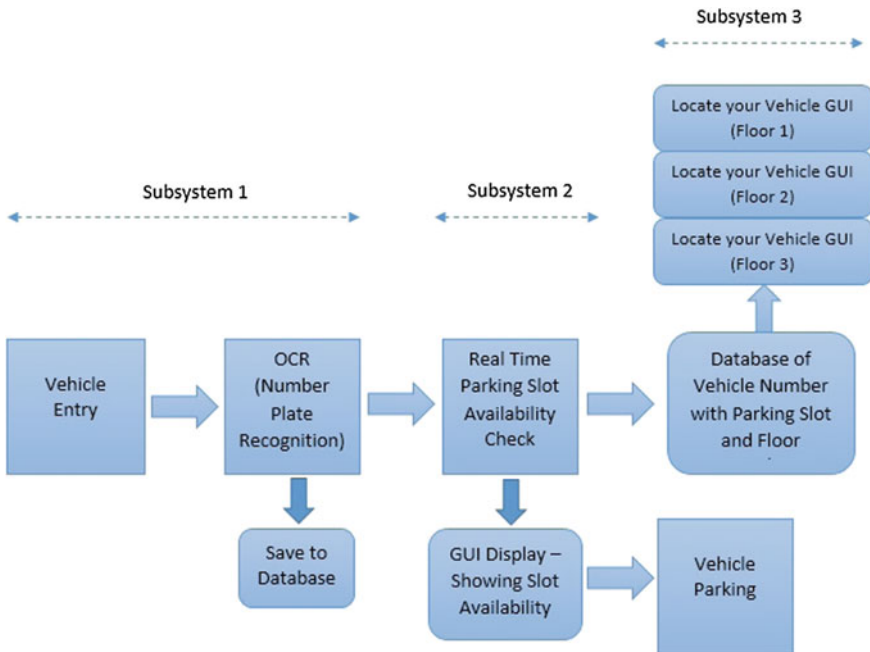 Subsystem 3
Locate your Vehicle GUI
(Floor 1)
Locate your Vehicle GUI
(Floor 2)
Locate your Vehicle GUI
(Floor 3)
Subsystem 1
Subsystem 2
Vehicle
Entry
OCR
(Number
Plate
Recognition)
Real Time
Parking Slot
Availability
Check
Database of
Vehicle Number
with Parking Slot
and Floor
.
Save to
Database
GUI Display –
Showing Slot
Availability
Vehicle
Parking